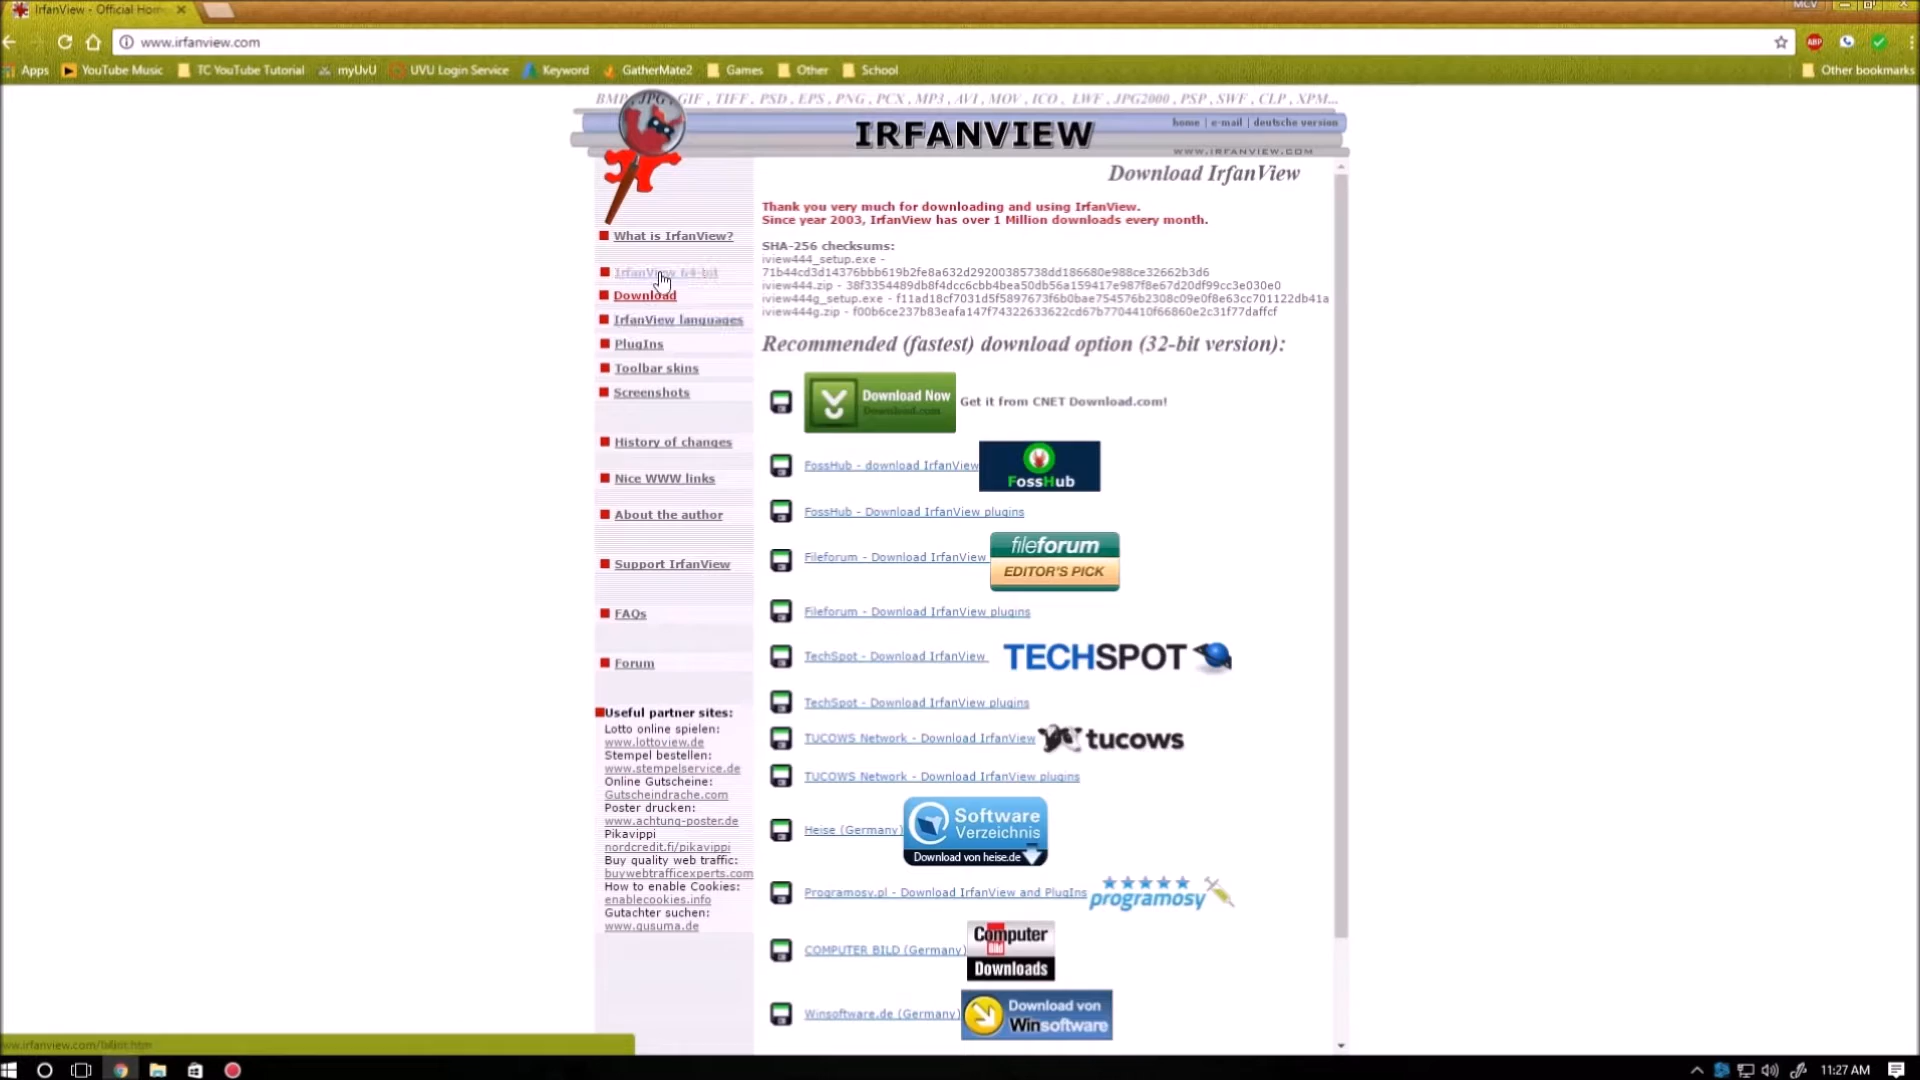 IrfanView - Official Hom
MCV
www.irfanview.com
Apps
YouTube Music
TC YouTube Tutorial
myUvU
UVU Login Service
Keyword
GatherMate2
Games
Other
School
Other bookmarks
BMP , JPG , GIF , TIFF , PSD , EPS , PNG , PCX , MP3 , AVI , MOV , ICO , LWF , JPG2000 , PSP , SWF , CLP , XPM...
IRFANVIEW
home | e-mail | deutsche version
WWW.IRFANVIEW.COM
What is IrfanView?
IrfanView 64-bit
Download
IrfanView languages
PlugIns
Toolbar skins
Screenshots
History of changes
Nice WWW links
About the author
Support IrfanView
FAQs
Forum
Useful partner sites:
Lotto online spielen:
www.lottoview.de
Stempel bestellen:
www.stempelservice.de
Online Gutscheine:
Gutscheindrache.com
Poster drucken:
www.achtung-poster.de
Pikavippi
nordcredit.fi/pikavippi
Buy quality web traffic:
buywebtrafficexperts.com
How to enable Cookies:
enablecookies.info
Gutachter suchen:
www.gusuma.de
Download IrfanView
Thank you very much for downloading and using IrfanView.
Since year 2003, IrfanView has over 1 Million downloads every month.
SHA-256 checksums:
iview444_setup.exe -
71b44cd3d14376bbb619b2fe8a632d29200385738dd186680e988ce32662b3d6
iview444.zip - 38f3354489db8f4dcc6cbb4bea50db56a159417e987f8e67d20df99cc3e030e0
iview444g_setup.exe - f11ad18cf7031d5f5897673f6b0bae754576b2308c09e0f8e63cc701122db41a
iview444g.zip - f00b6ce237b83eafa147f74322633622cd67b7704410f66860e2c31f77daffcf
Recommended (fastest) download option (32-bit version):
Download Now
Download.com
Get it from CNET Download.com!
FossHub - download IrfanView
FossHub
FossHub - Download IrfanView plugins
Fileforum - Download IrfanView
fileforum
EDITOR'S PICK
Fileforum - Download IrfanView plugins
TechSpot - Download IrfanView
TECHSPOT
TechSpot - Download IrfanView plugins
TUCOWS Network - Download IrfanView
tucows
TUCOWS Network - Download IrfanView plugins
Heise (Germany)
Software
Verzeichnis
Download von heise.de
Programosy.pl - Download IrfanView and PlugIns
programosy
COMPUTER BILD (Germany)
Computer
Bild
Downloads
Winsoftware.de (Germany)
Download von
Winsoftware
11:27 AM